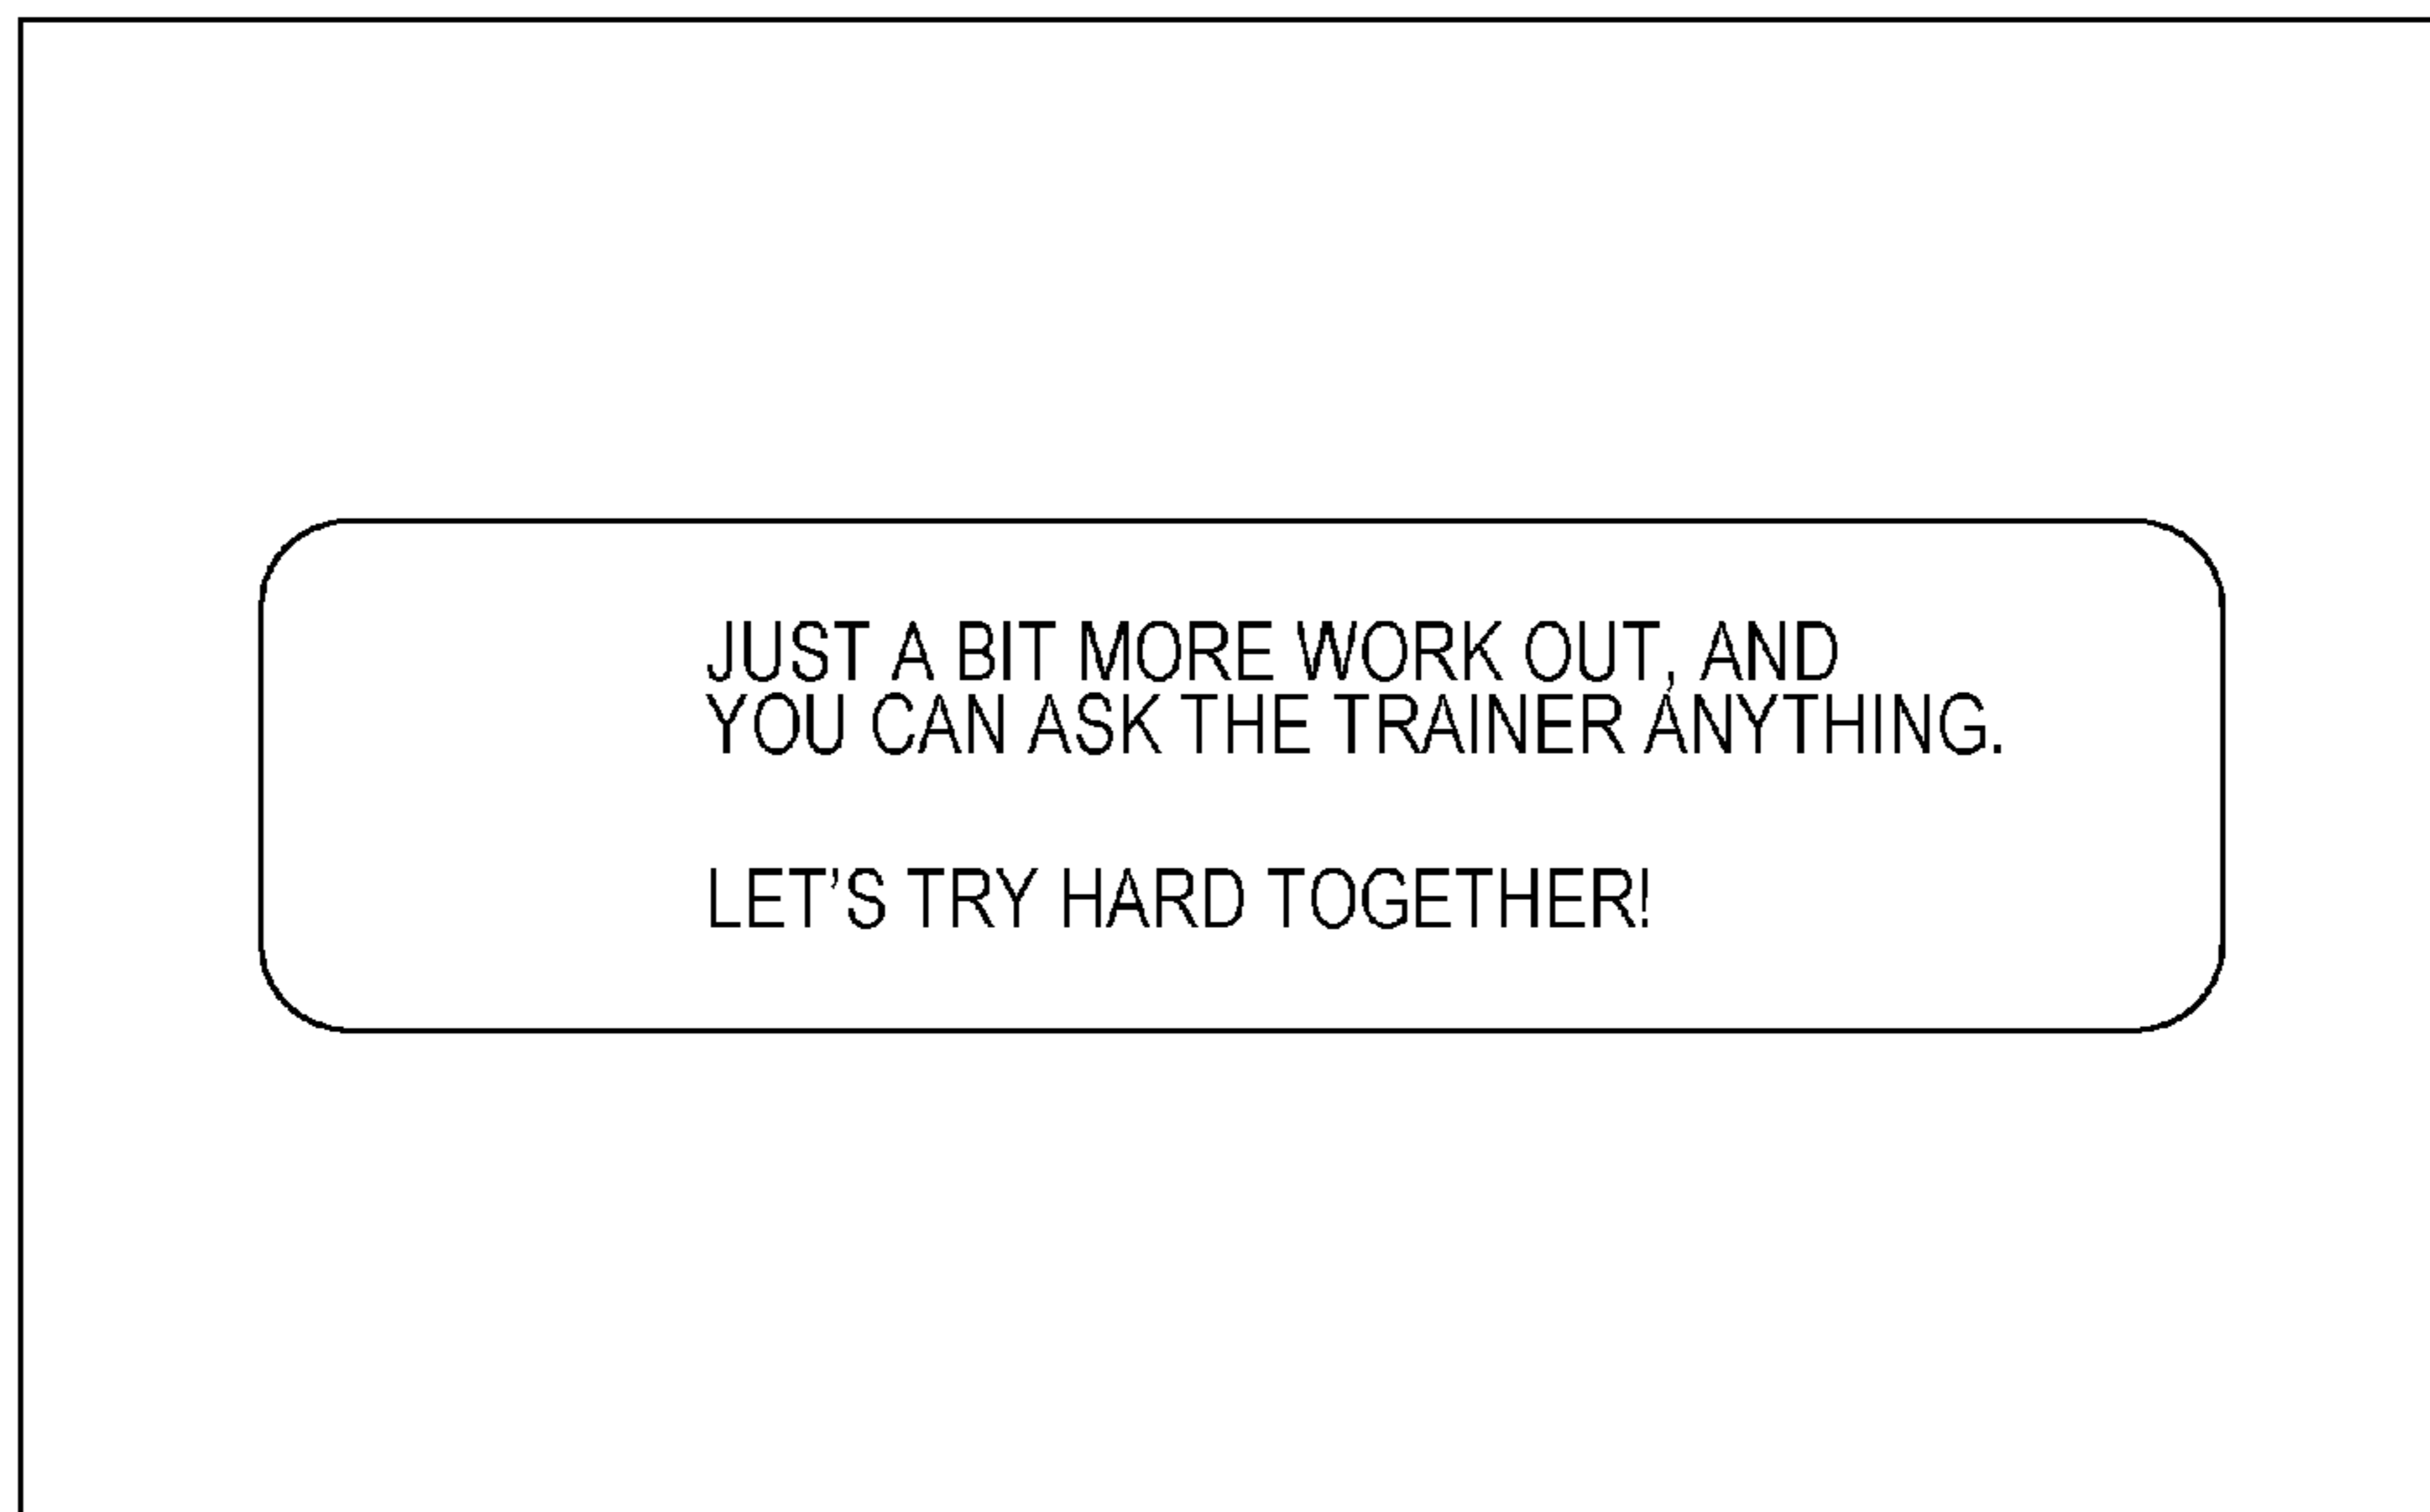 JUST A BIT MORE WORK OUT, AND
YOU CAN ASK THE TRAINER ANYTHING.
LET'S TRY HARD TOGETHER!